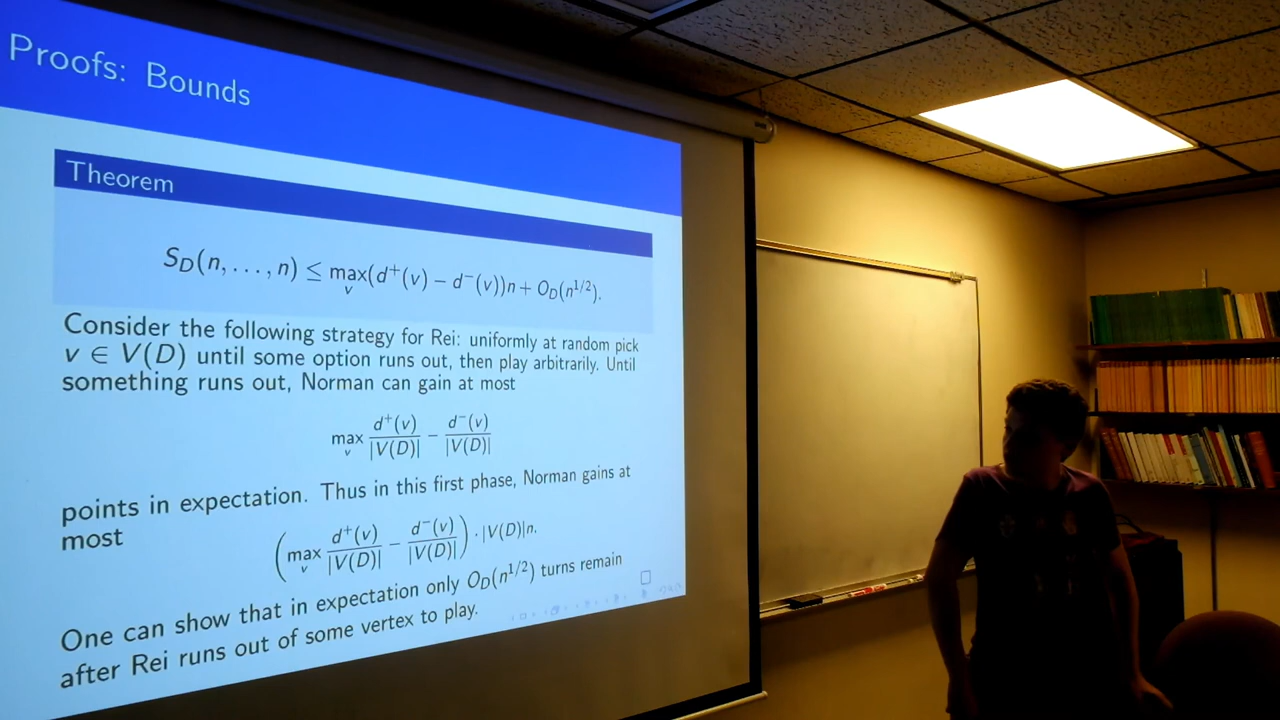 Proofs: Bounds
Theorem
S_D(n, …, n) ≤ max_v(d⁺(v) − d⁻(v))n + O_D(n^{1/2}).
Consider the following strategy for Rei: uniformly at random pick
v ∈ V(D) until some option runs out, then play arbitrarily. Until
something runs out, Norman can gain at most
max_v d⁺(v)/|V(D)| − d⁻(v)/|V(D)|
points in expectation. Thus in this first phase, Norman gains at
most
(max_v d⁺(v)/|V(D)| − d⁻(v)/|V(D)|) · |V(D)|n.
One can show that in expectation only O_D(n^{1/2}) turns remain
after Rei runs out of some vertex to play.